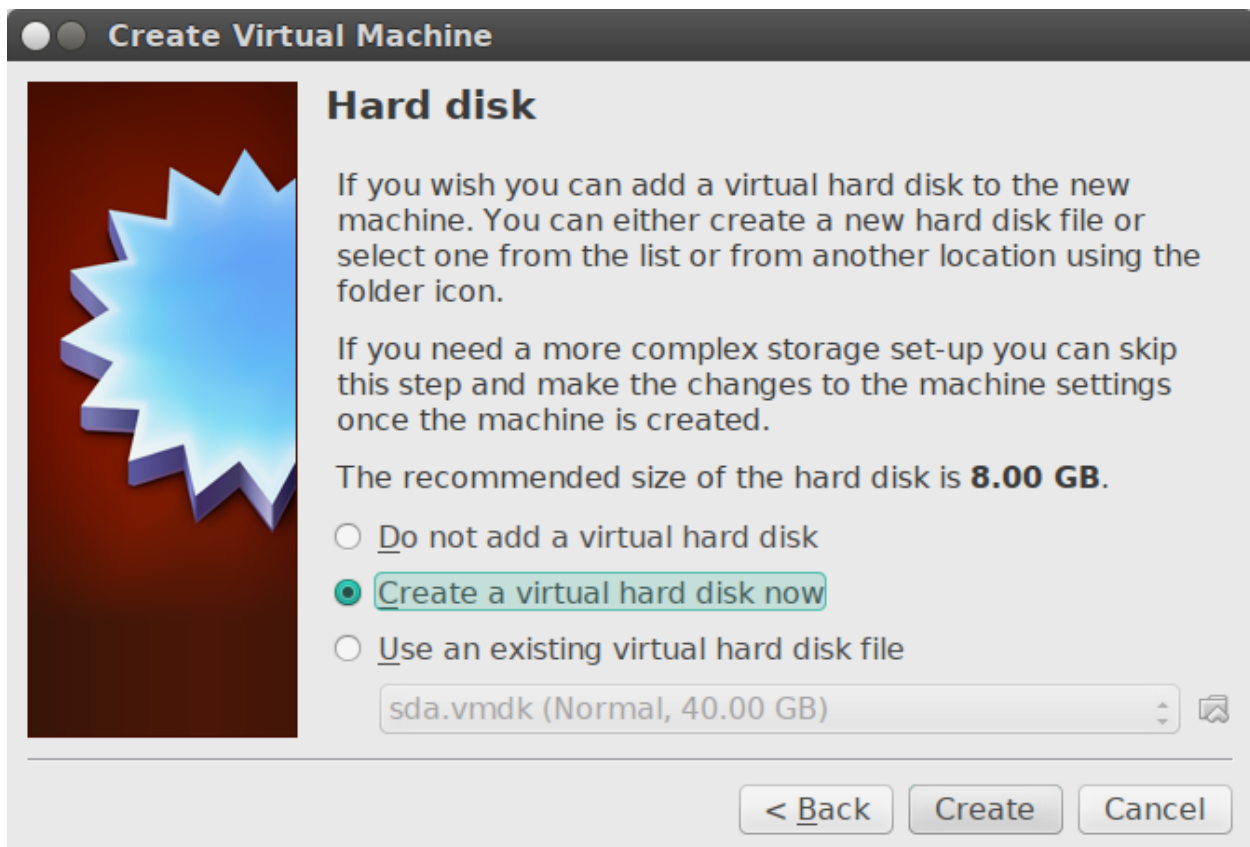 Create Virtual Machine
Hard disk
If you wish you can add a virtual hard disk to the new
machine. You can either create a new hard disk file or
select one from the list or from another location using the
folder icon.
If you need a more complex storage set-up you can skip
this step and make the changes to the machine settings
once the machine is created.
The recommended size of the hard disk is 8.00 GB.
Do not add a virtual hard disk
Create a virtual hard disk now
Use an existing virtual hard disk file
sda.vmdk (Normal, 40.00 GB)
< Back Create Cancel